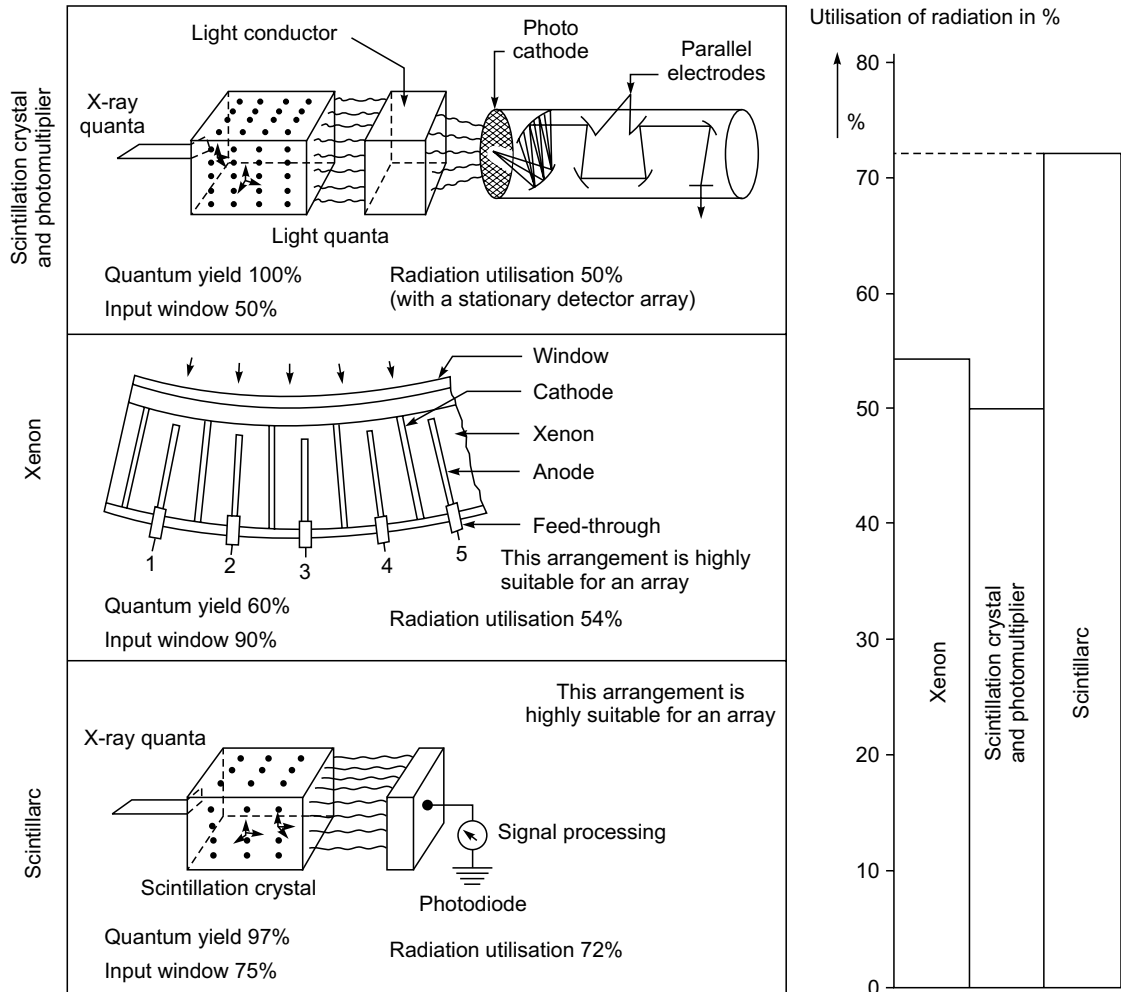 Scintillation crystal
and photomultiplier
Light conductor
Photo
cathode
Parallel
electrodes
X-ray
quanta
Light quanta
Quantum yield 100%
Input window 50%
Radiation utilisation 50%
(with a stationary detector array)
Xenon
Window
Cathode
Xenon
Anode
Feed-through
1
2
3
4
5
This arrangement is highly
suitable for an array
Quantum yield 60%
Input window 90%
Radiation utilisation 54%
Scintillarc
This arrangement is
highly suitable for an array
X-ray quanta
Signal processing
Scintillation crystal
Photodiode
Quantum yield 97%
Input window 75%
Radiation utilisation 72%
Utilisation of radiation in %
80
%
70
60
50
40
30
20
10
0
Xenon
Scintillation crystal
and photomultiplier
Scintillarc